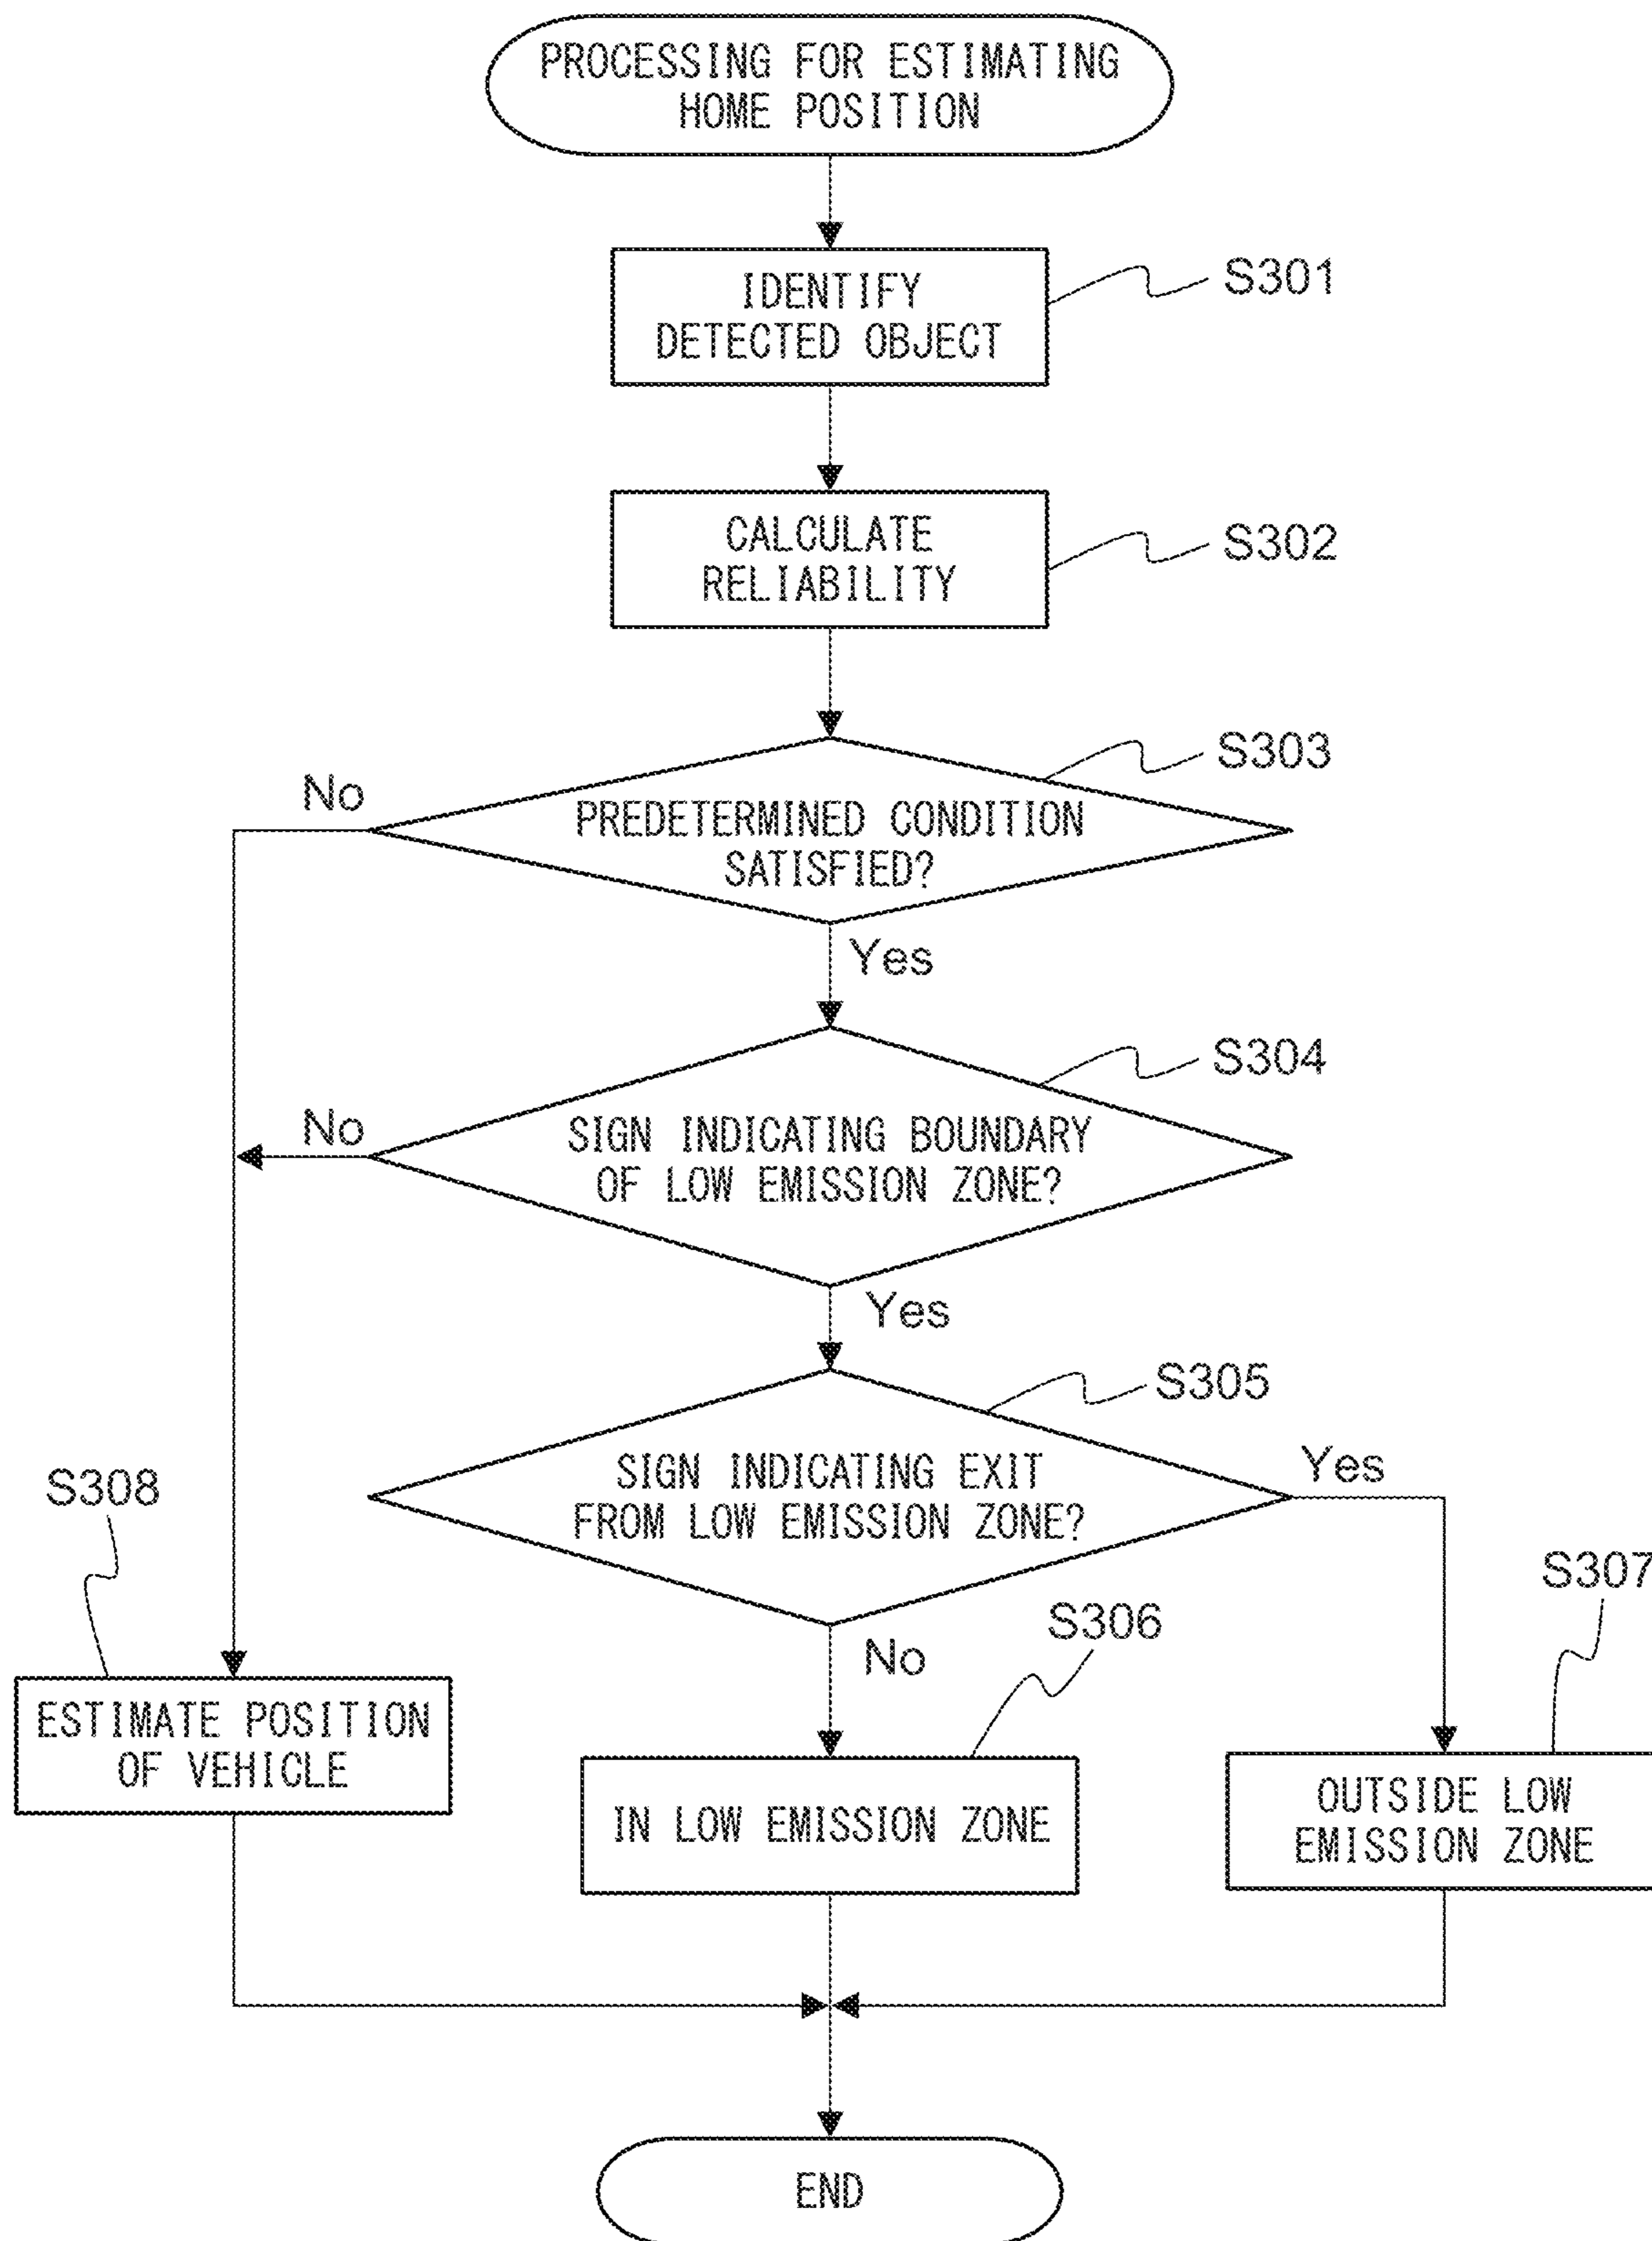 PROCESSING FOR ESTIMATING
HOME POSITION
IDENTIFY
DETECTED OBJECT
S301
CALCULATE
RELIABILITY
S302
S303
No
PREDETERMINED CONDITION
SATISFIED?
Yes
S304
No
SIGN INDICATING BOUNDARY
OF LOW EMISSION ZONE?
Yes
S305
SIGN INDICATING EXIT
FROM LOW EMISSION ZONE?
Yes
S308
S307
S306
No
ESTIMATE POSITION
OF VEHICLE
IN LOW EMISSION ZONE
OUTSIDE LOW
EMISSION ZONE
END